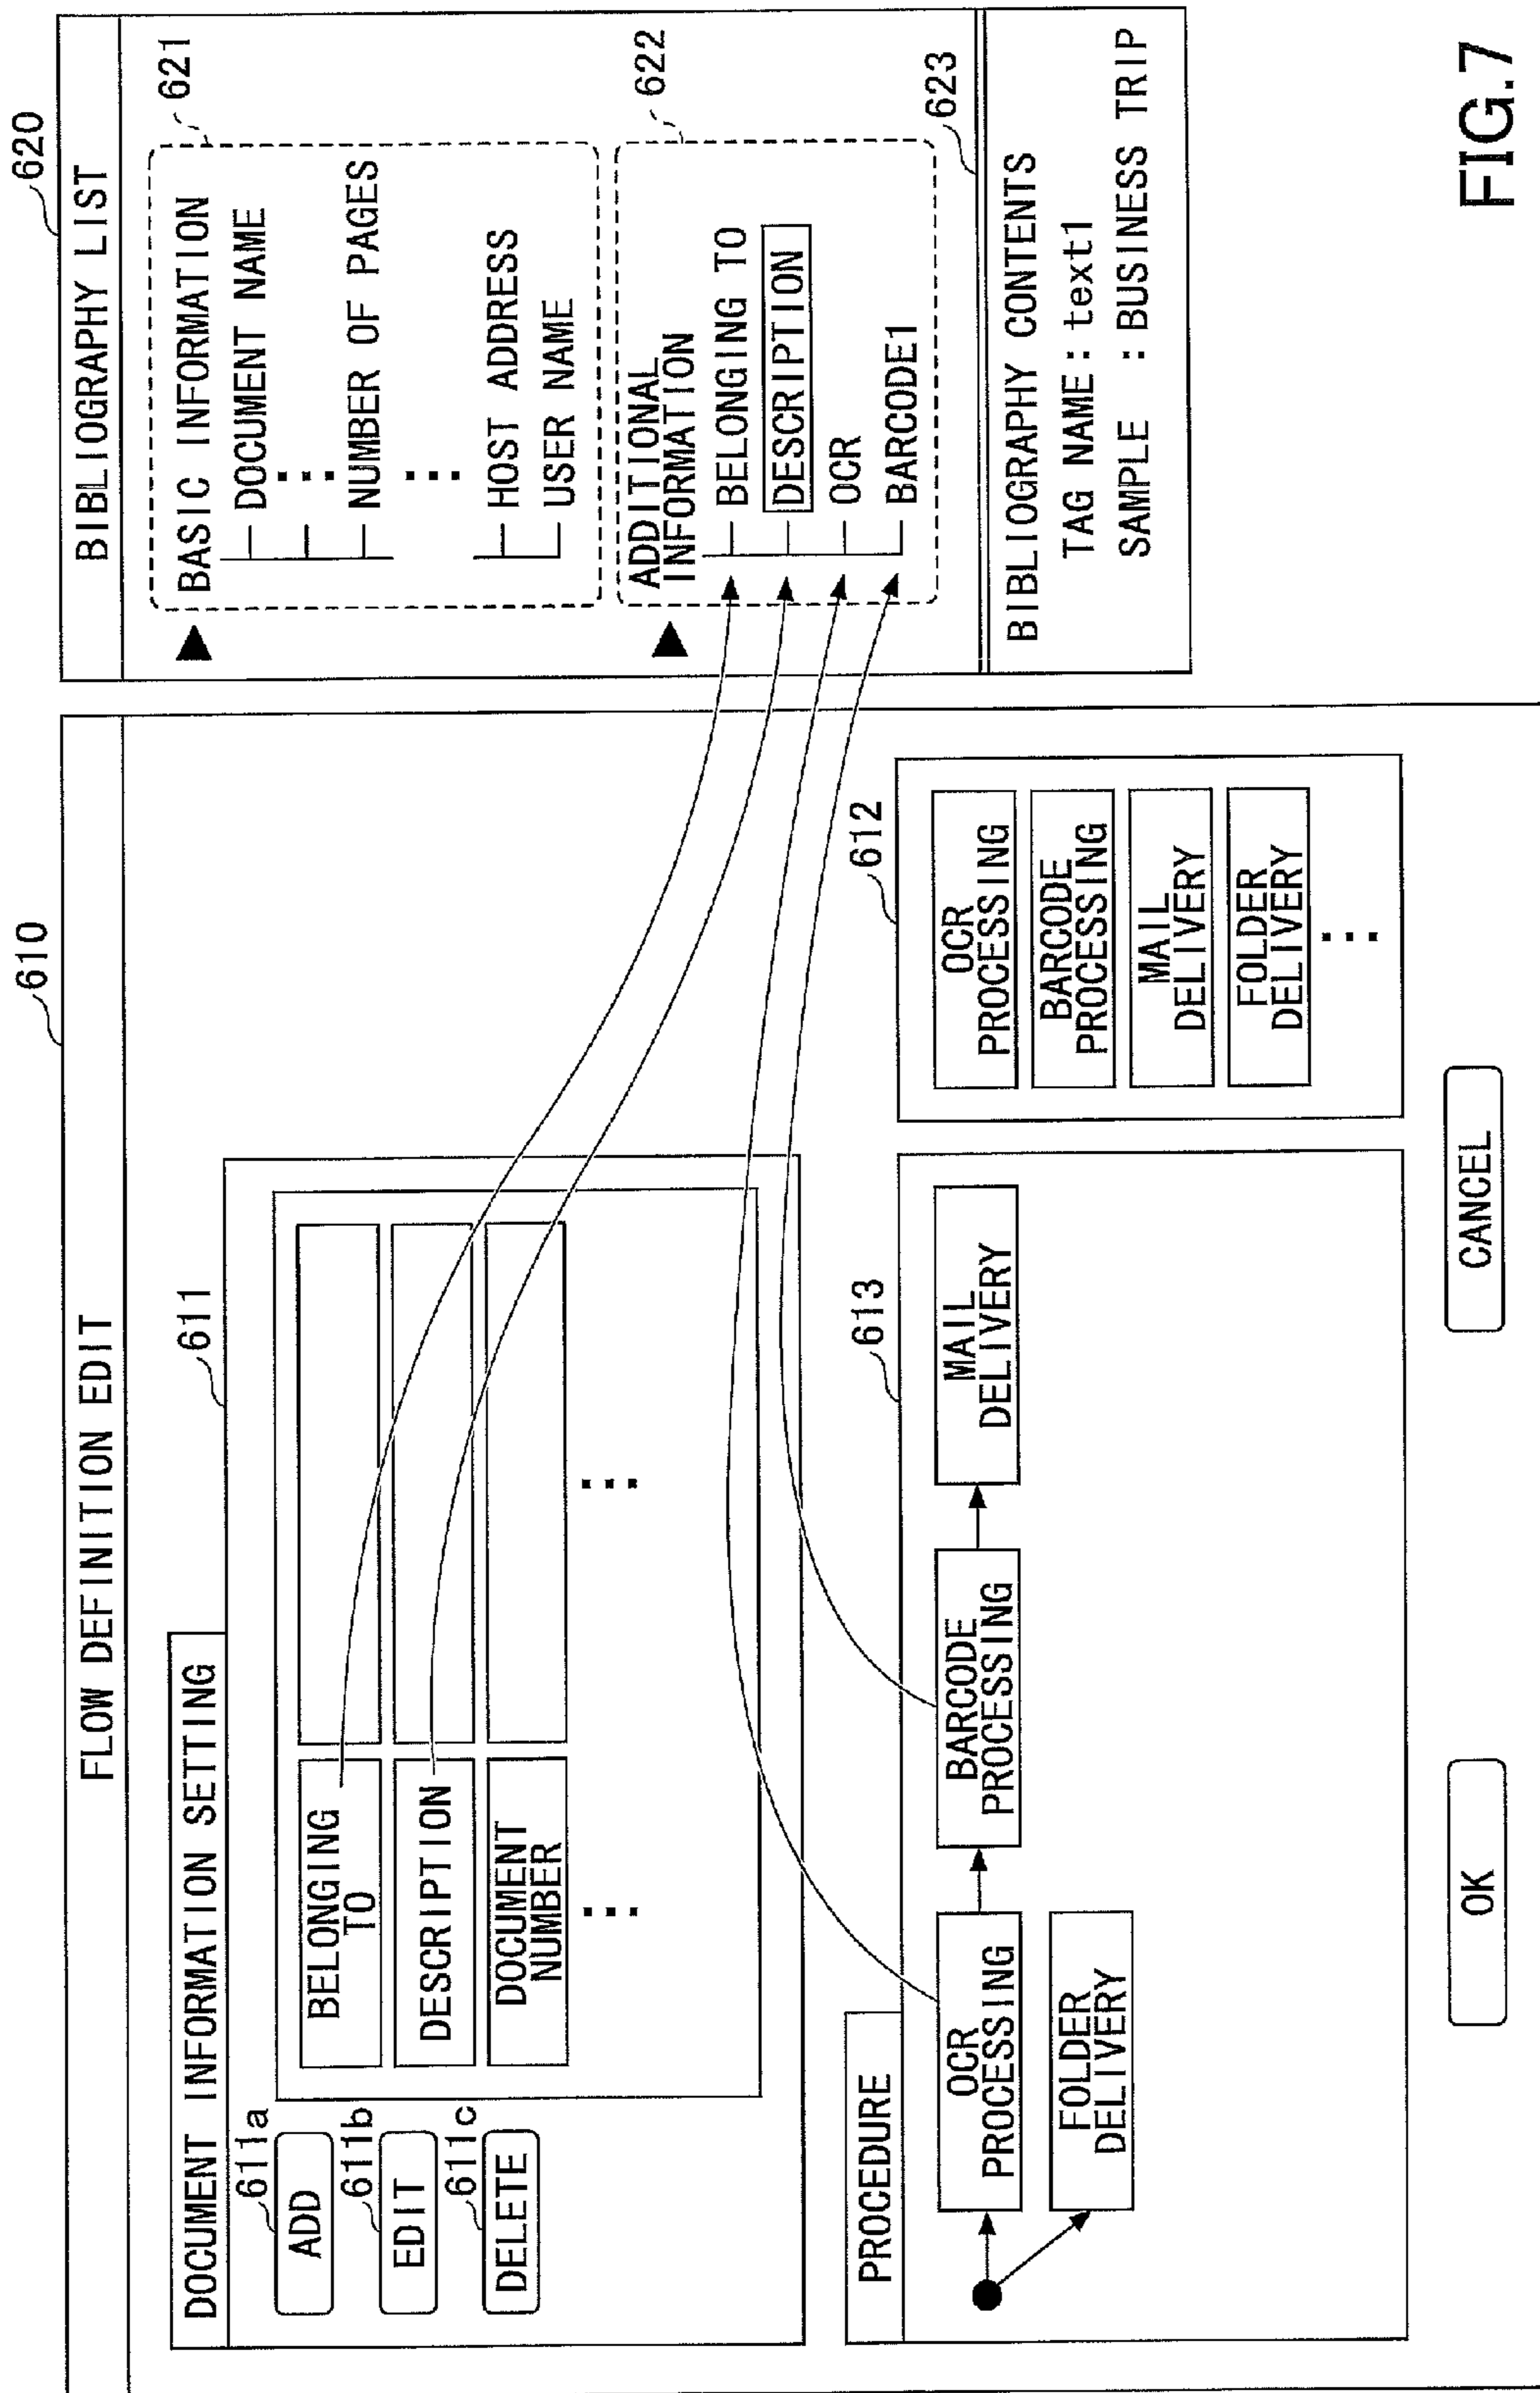 610
FLOW DEFINITION EDIT
611
DOCUMENT INFORMATION SETTING
611a
ADD
611b
EDIT
611c
DELETE
BELONGING
TO
DESCRIPTION
DOCUMENT
NUMBER
PROCEDURE
613
OCR
PROCESSING
BARCODE
PROCESSING
MAIL
DELIVERY
FOLDER
DELIVERY
612
OCR
PROCESSING
BARCODE
PROCESSING
MAIL
DELIVERY
FOLDER
DELIVERY
OK
CANCEL
620
BIBLIOGRAPHY LIST
621
BASIC INFORMATION
DOCUMENT NAME
NUMBER OF PAGES
HOST ADDRESS
USER NAME
622
ADDITIONAL
INFORMATION
BELONGING TO
DESCRIPTION
OCR
BARCODE1
623
BIBLIOGRAPHY CONTENTS
TAG NAME : text1
SAMPLE : BUSINESS TRIP
FIG.7